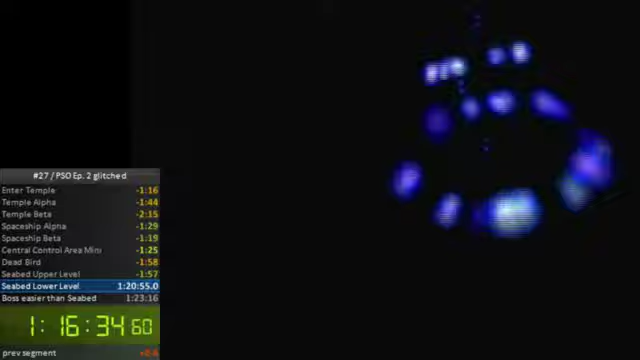 #27 / PSO Ep. 2 glitched
Enter Temple -1:16
Temple Alpha -1:44
Temple Beta -2:15
Spaceship Alpha -1:29
Spaceship Beta -1:19
Central Control Area Mini -1:25
Dead Bird -1:58
Seabed Upper Level -1:57
Seabed Lower Level 1:20:55.0
Boss easier than Seabed 1:23:16
1:16:34 60
prev segment +0.6